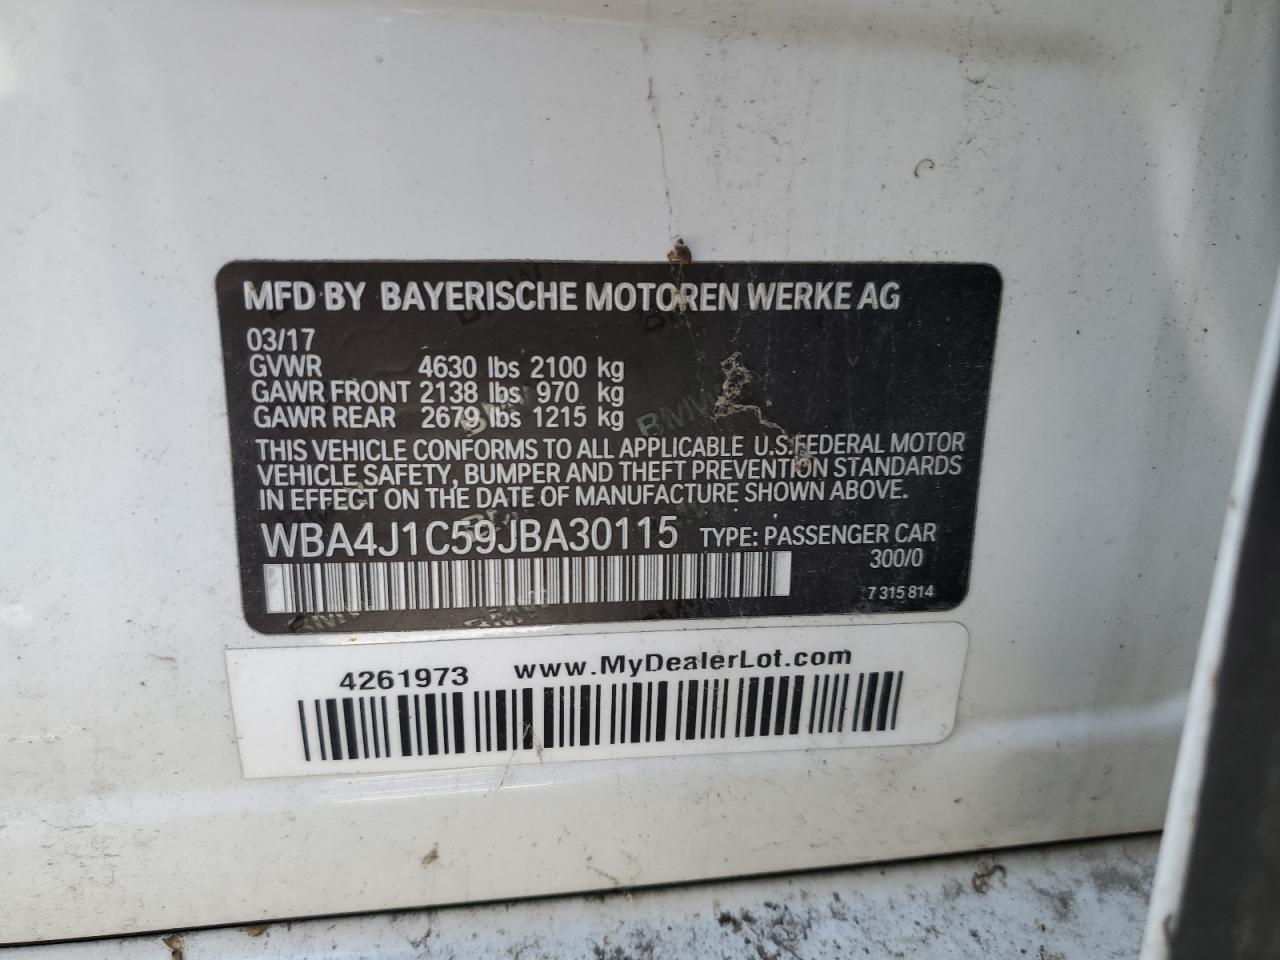 MFD BY BAYERISCHE MOTOREN WERKE AG
03/17
GVWR 4630 lbs 2100 kg
GAWR FRONT 2138 lbs 970 kg
GAWR REAR 2679 lbs 1215 kg
THIS VEHICLE CONFORMS TO ALL APPLICABLE U.S.FEDERAL MOTOR
VEHICLE SAFETY, BUMPER AND THEFT PREVENTION STANDARDS
IN EFFECT ON THE DATE OF MANUFACTURE SHOWN ABOVE.
WBA4J1C59JBA30115 TYPE: PASSENGER CAR
300/0
7 315 814
4261973 www.MyDealerLot.com